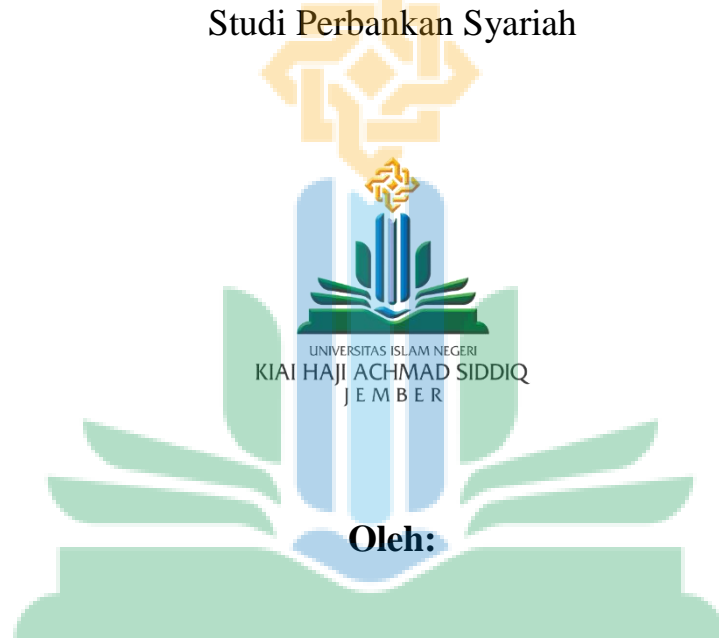 Studi Perbankan Syariah
UNIVERSITAS ISLAM NEGERI
KIAI HAJI ACHMAD SIDDIQ
JEMBER
Oleh: